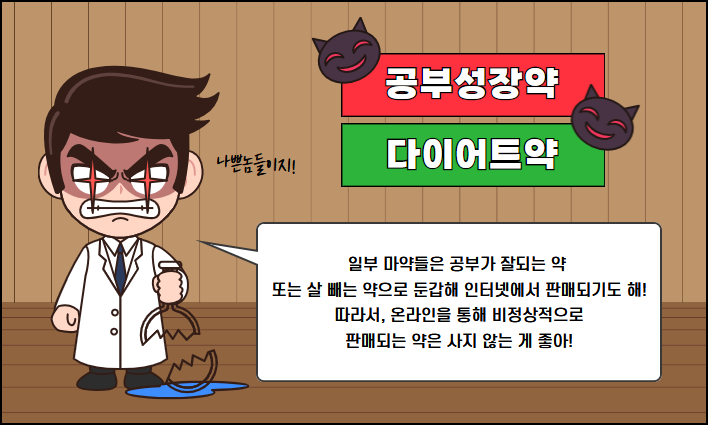 공부성장약
다이어트약
나쁜놈들이지!
일부 마약들은 공부가 잘되는 약
또는 살 빼는 약으로 둔갑해 인터넷에서 판매되기도 해!
따라서, 온라인을 통해 비정상적으로
판매되는 약은 사지 않는 게 좋아!